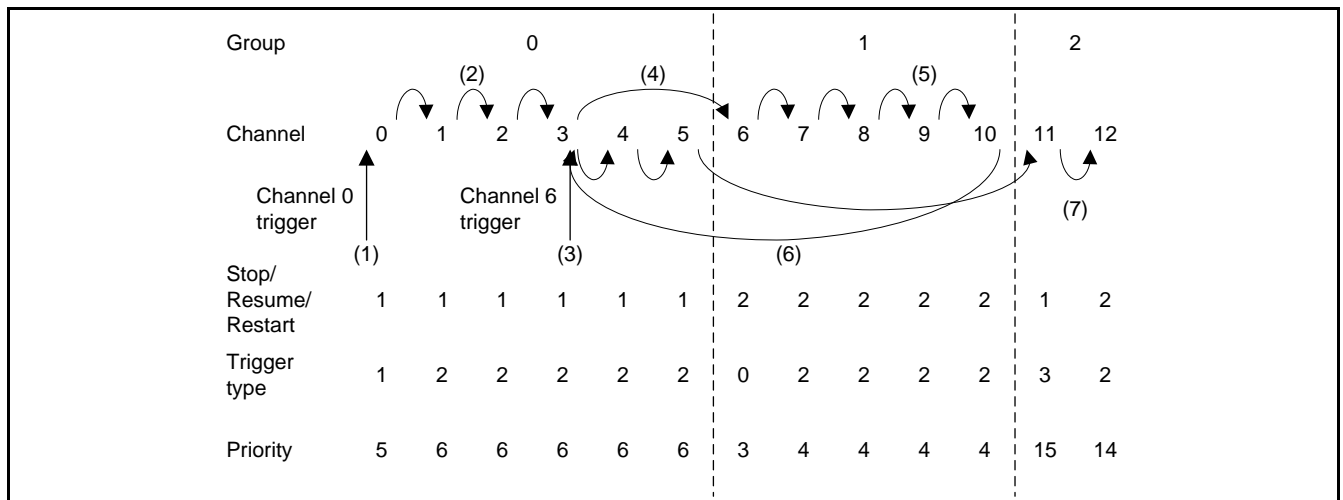 Group 0 1 2
(2) (4) (5)
Channel 0 1 2 3 4 5 6 7 8 9 10 11 12
Channel 0
trigger
Channel 6
trigger
(7)
(1) (3) (6)
Stop/
Resume/
Restart
1 1 1 1 1 1 2 2 2 2 2 1 2
Trigger
type
1 2 2 2 2 2 0 2 2 2 2 3 2
Priority 5 6 6 6 6 6 3 4 4 4 4 15 14